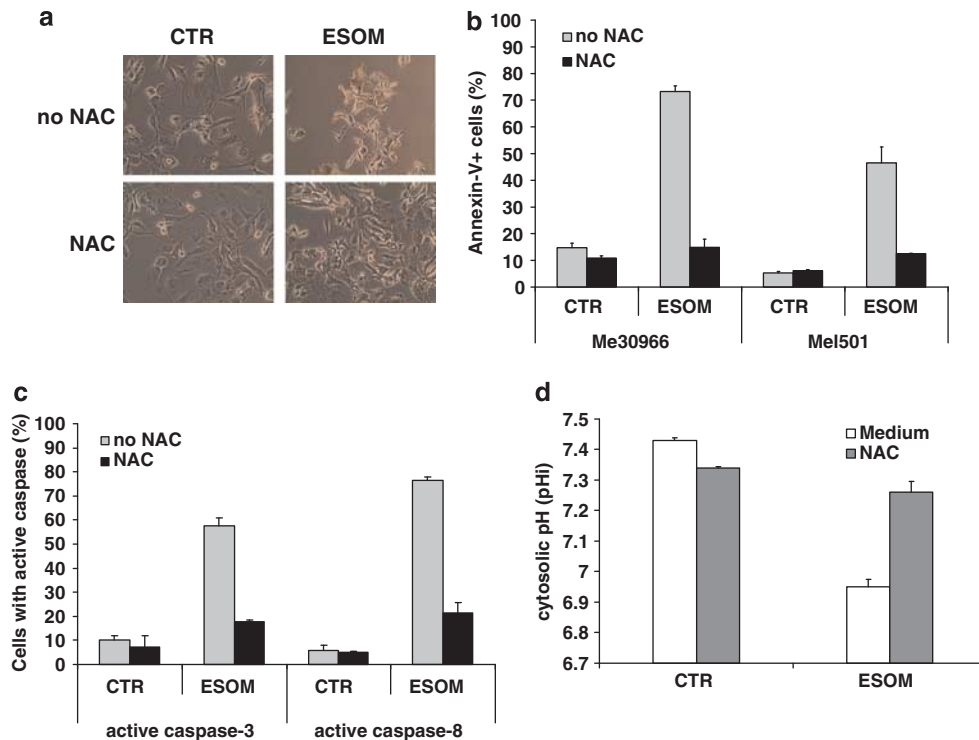 a
CTR ESOM
no NAC
NAC
b
Annexin-V+ cells (%)
100
90
80
70
60
50
40
30
20
10
0
no NAC
NAC
CTR ESOM CTR ESOM
Me30966 Mel501
c
Cells with active caspase (%)
100
90
80
70
60
50
40
30
20
10
0
no NAC
NAC
CTR ESOM CTR ESOM
active caspase-3 active caspase-8
d
cytosolic pH (pHi)
7.5
7.4
7.3
7.2
7.1
7
6.9
6.8
6.7
Medium
NAC
CTR ESOM